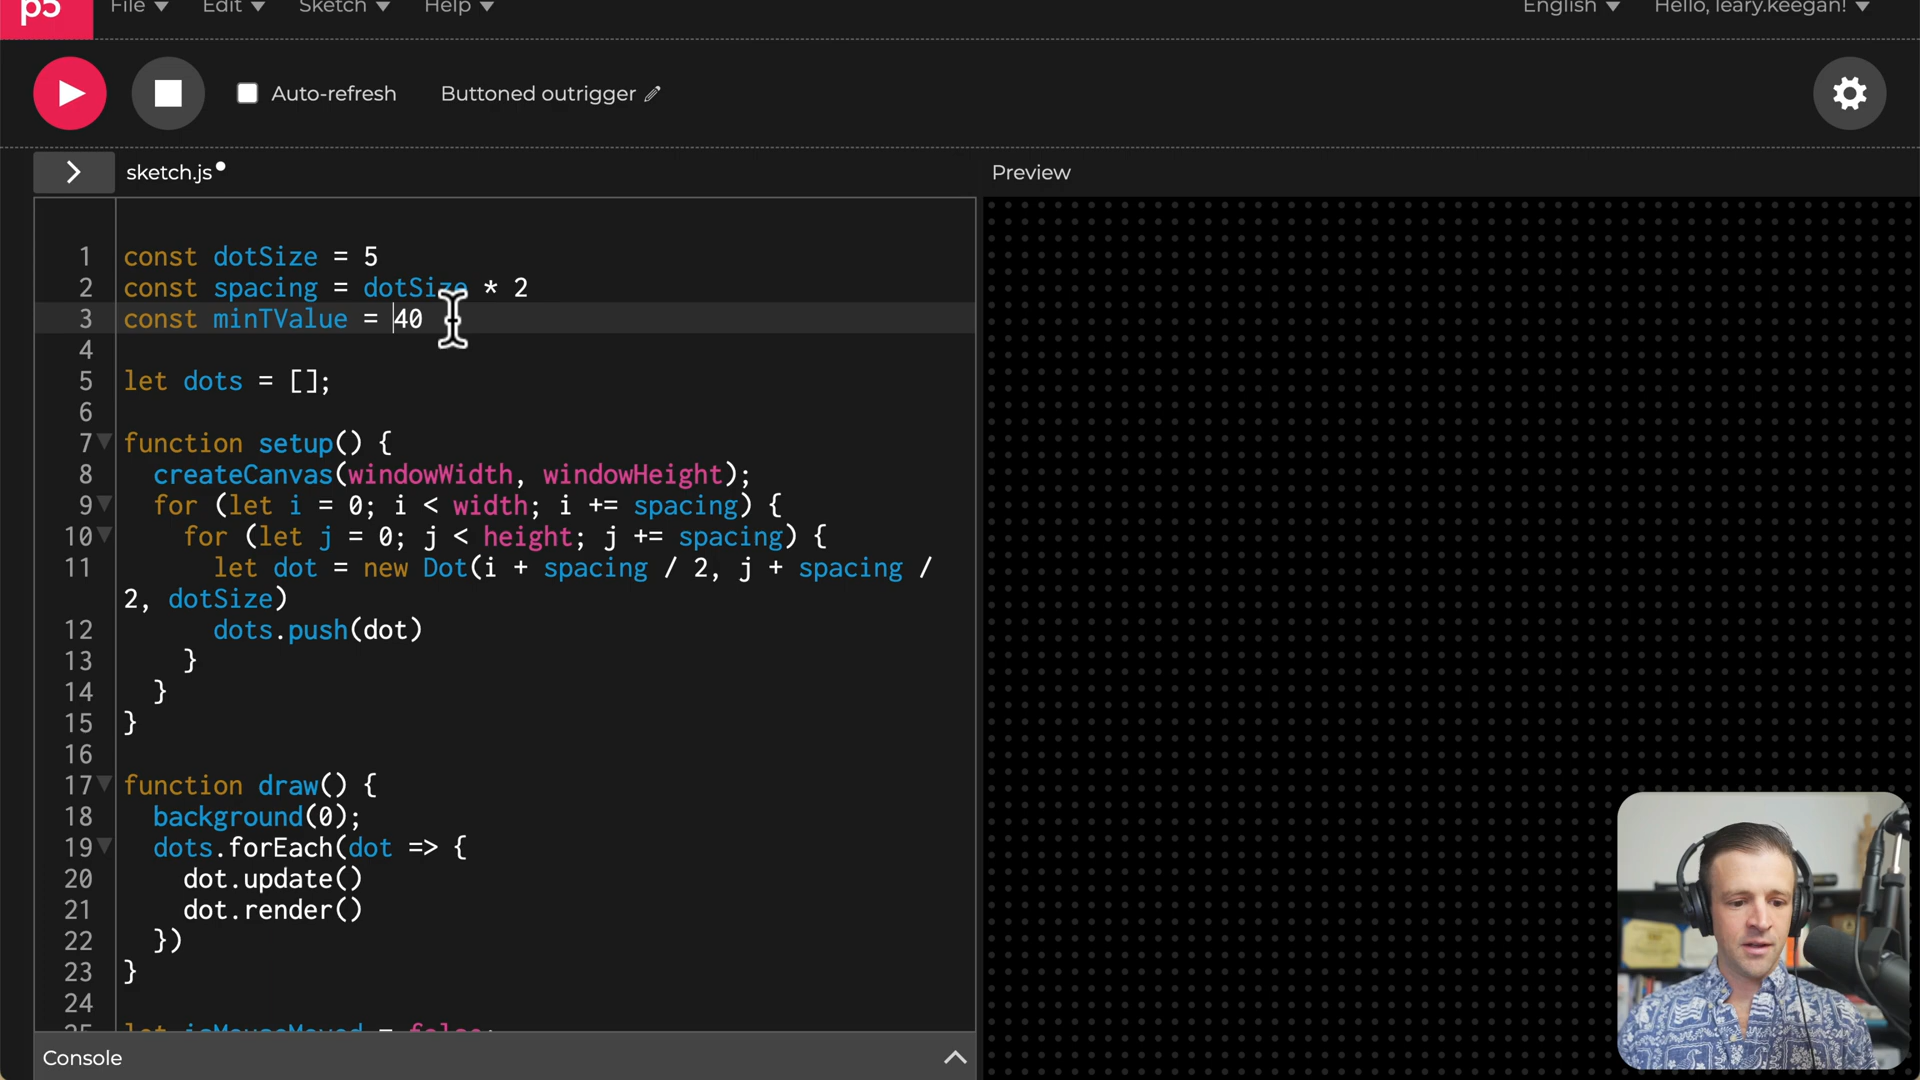 p5 File Edit Sketch Help English Hello, leary.keegan!
Auto-refresh Buttoned outrigger
sketch.js Preview
1 const dotSize = 5
2 const spacing = dotSize * 2
3 const minTValue = 40
4
5 let dots = [];
6
7 function setup() {
8 createCanvas(windowWidth, windowHeight);
9 for (let i = 0; i < width; i += spacing) {
10 for (let j = 0; j < height; j += spacing) {
11 let dot = new Dot(i + spacing / 2, j + spacing /
2, dotSize)
12 dots.push(dot)
13 }
14 }
15 }
16
17 function draw() {
18 background(0);
19 dots.forEach(dot => {
20 dot.update()
21 dot.render()
22 })
23 }
24
25 let isMouseMoved = false;
Console